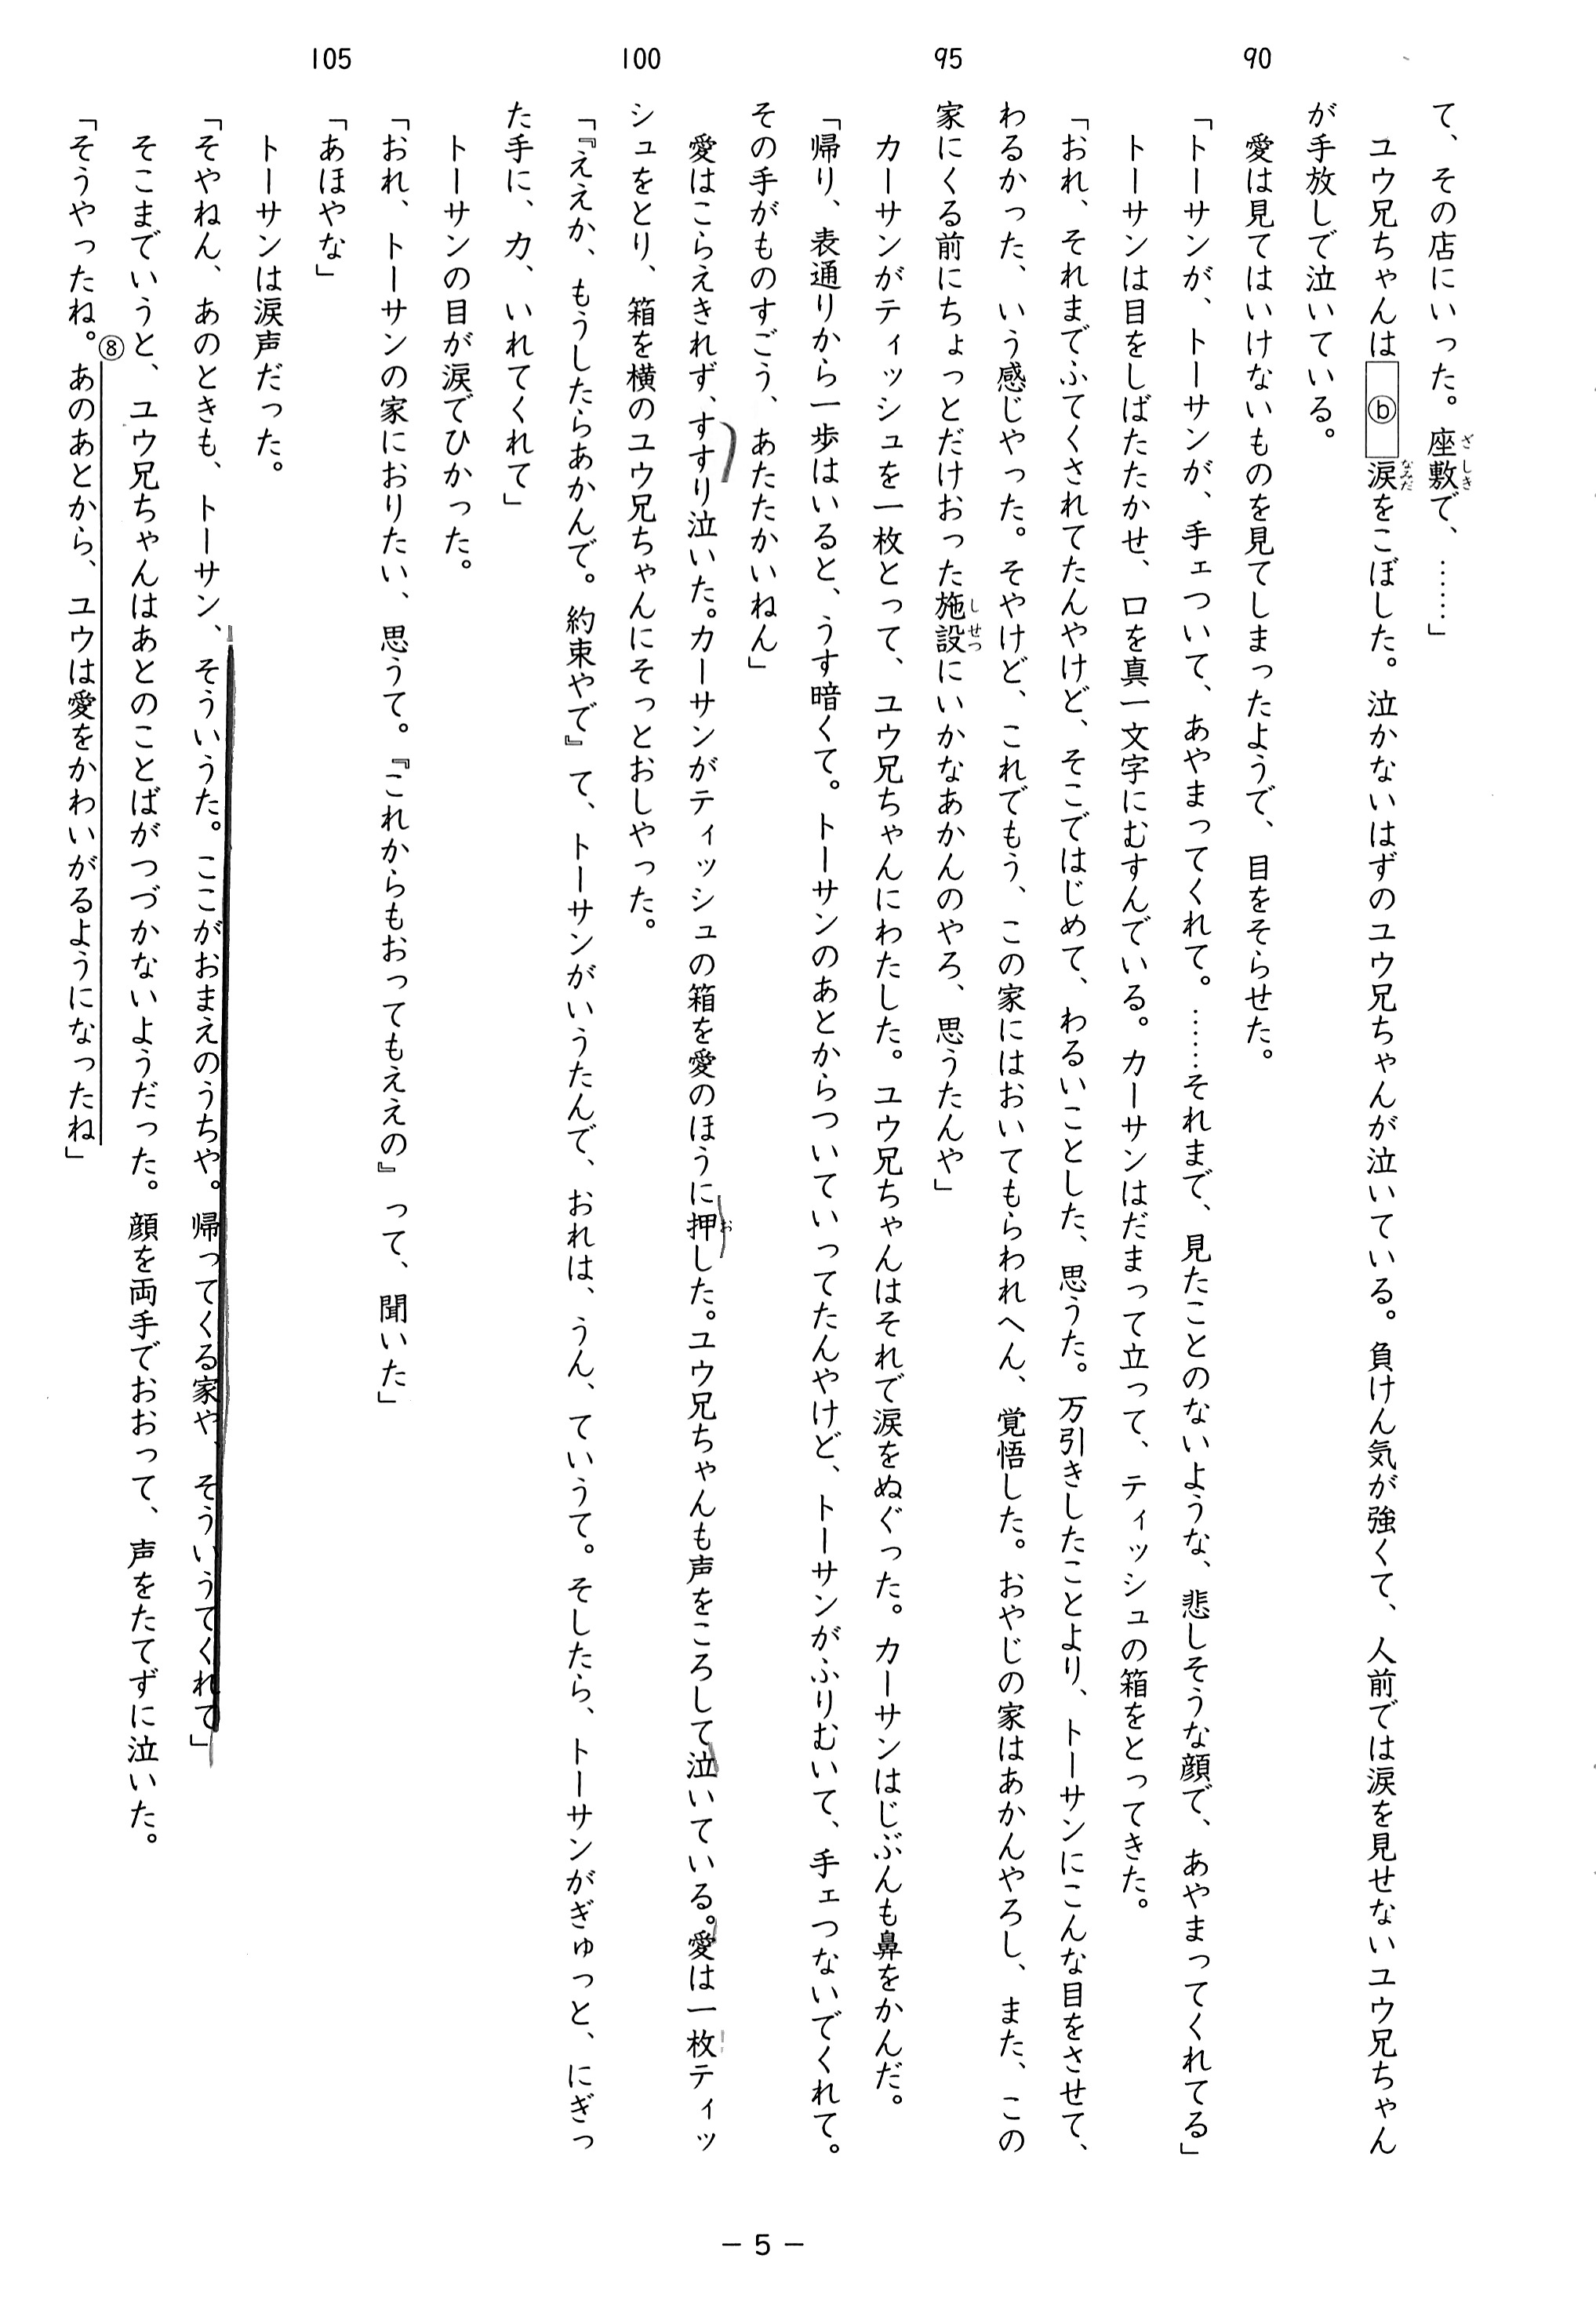 て、その店にいった。座敷で、……」
ユウ兄ちゃんは ⓑ 涙をこぼした。泣かないはずのユウ兄ちゃんが泣いている。負けん気が強くて、人前では涙を見せないユウ兄ちゃん
が手放しで泣いている。
90
愛は見てはいけないものを見てしまったようで、目をそらせた。
「トーサンが、トーサンが、手ェついて、あやまってくれて。……それまで、見たことのないような、悲しそうな顔で、あやまってくれてる」
トーサンは目をしばたたかせ、口を真一文字にむすんでいる。カーサンはだまって立って、ティッシュの箱をとってきた。
「おれ、それまでふてくされてたんやけど、そこではじめて、わるいことした、思うた。万引きしたことより、トーサンにこんな目をさせて、
わるかった、いう感じやった。そやけど、これでもう、この家にはおいてもらわれへん、覚悟した。おやじの家はあかんやろし、また、この
95
家にくる前にちょっとだけおった施設にいかなあかんのやろ、思うたんや」
カーサンがティッシュを一枚とって、ユウ兄ちゃんにわたした。ユウ兄ちゃんはそれで涙をぬぐった。カーサンはじぶんも鼻をかんだ。
「帰り、表通りから一歩はいると、うす暗くて。トーサンのあとからついていってたんやけど、トーサンがふりむいて、手ェつないでくれて。
その手がものすごう、あたたかいねん」
愛はこらえきれず、すすり泣いた。カーサンがティッシュの箱を愛のほうに押した。ユウ兄ちゃんも声をころして泣いている。愛は一枚ティッ
100
シュをとり、箱を横のユウ兄ちゃんにそっとおしやった。
「『ええか、もうしたらあかんで。約束やで』て、トーサンがいうたんで、おれは、うん、ていうて。そしたら、トーサンがぎゅっと、にぎっ
た手に、力、いれてくれて」
トーサンの目が涙でひかった。
「おれ、トーサンの家におりたい、思うて。『これからもおってもええの』って、聞いた」
105
「あほやな」
トーサンは涙声だった。
「そやねん、あのときも、トーサン、そういうた。ここがおまえのうちや。帰ってくる家や、そういうてくれて」
そこまでいうと、ユウ兄ちゃんはあとのことばがつづかないようだった。顔を両手でおおって、声をたてずに泣いた。
「そうやったね。⑧あのあとから、ユウは愛をかわいがるようになったね」
－ 5 －